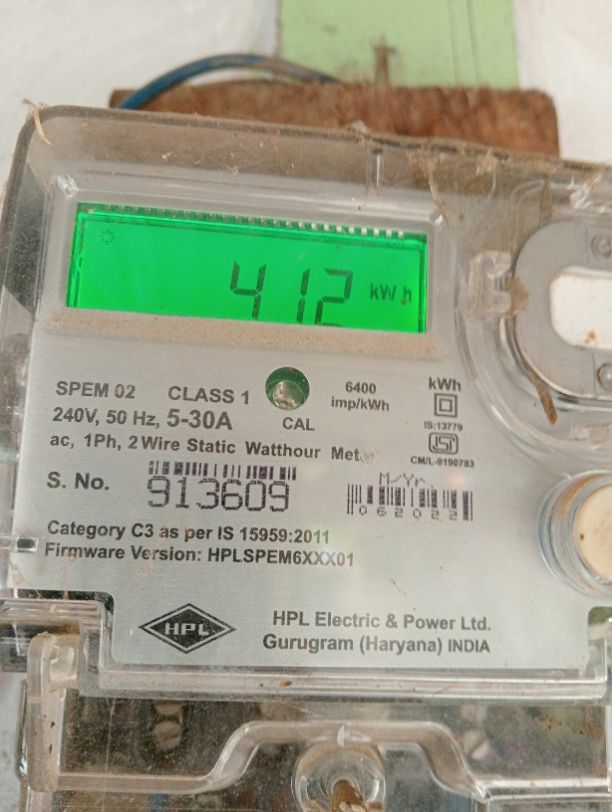 412 kWh
SPEM 02 CLASS 1 6400 kWh
240V, 50 Hz, 5-30A CAL imp/kWh
IS:13779
ac, 1Ph, 2 Wire Static Watthour
CM/L-9190783
S. No. 913609 M/Yr
062022
Category C3 as per IS 15959:2011
Firmware Version: HPLSPEM6XXX01
HPL HPL Electric & Power Ltd.
Gurugram (Haryana) INDIA